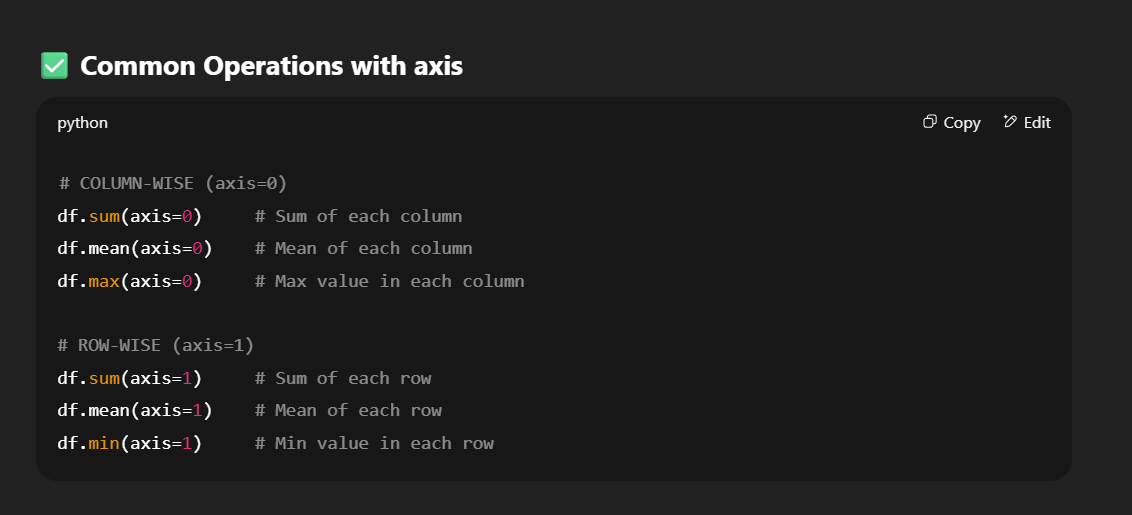 ✅ Common Operations with axis
python
Copy Edit
# COLUMN-WISE (axis=0)
df.sum(axis=0)     # Sum of each column
df.mean(axis=0)    # Mean of each column
df.max(axis=0)     # Max value in each column
# ROW-WISE (axis=1)
df.sum(axis=1)     # Sum of each row
df.mean(axis=1)    # Mean of each row
df.min(axis=1)     # Min value in each row